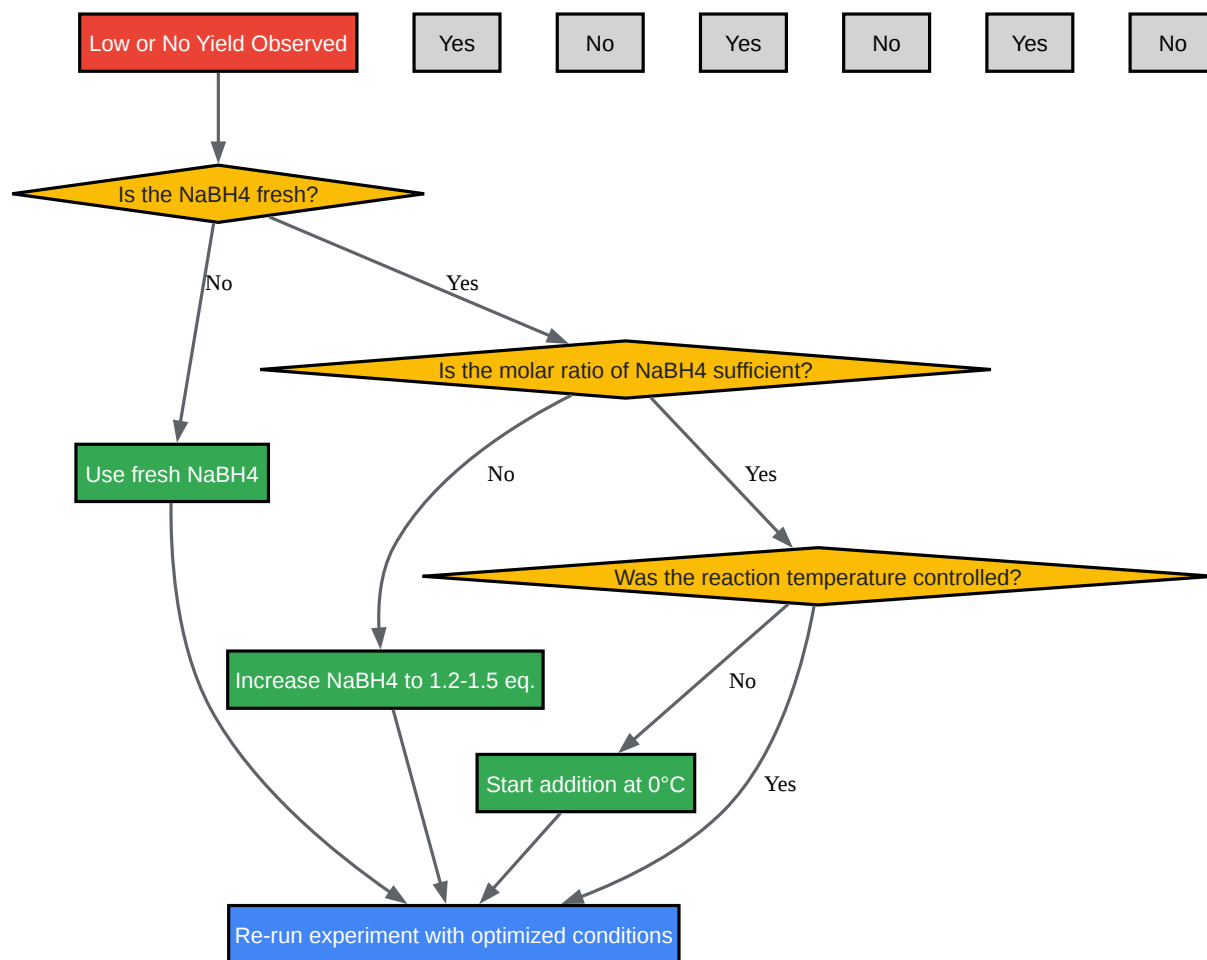 Low or No Yield Observed
Yes
No
Yes
No
Yes
No
Is the NaBH4 fresh?
No
Yes
Is the molar ratio of NaBH4 sufficient?
Use fresh NaBH4
No
Yes
Was the reaction temperature controlled?
Increase NaBH4 to 1.2-1.5 eq.
No
Start addition at 0°C
Yes
Re-run experiment with optimized conditions